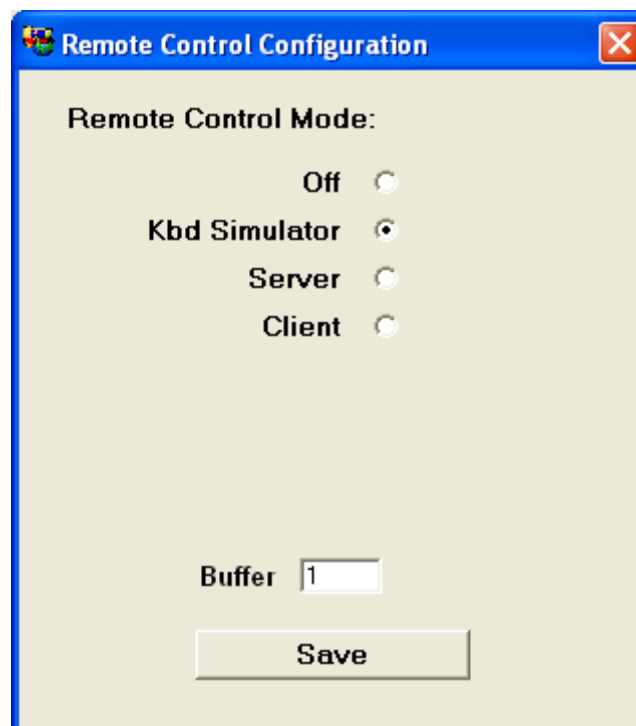 Remote Control Configuration
Remote Control Mode:
Off
Kbd Simulator
Server
Client
Buffer 1
Save